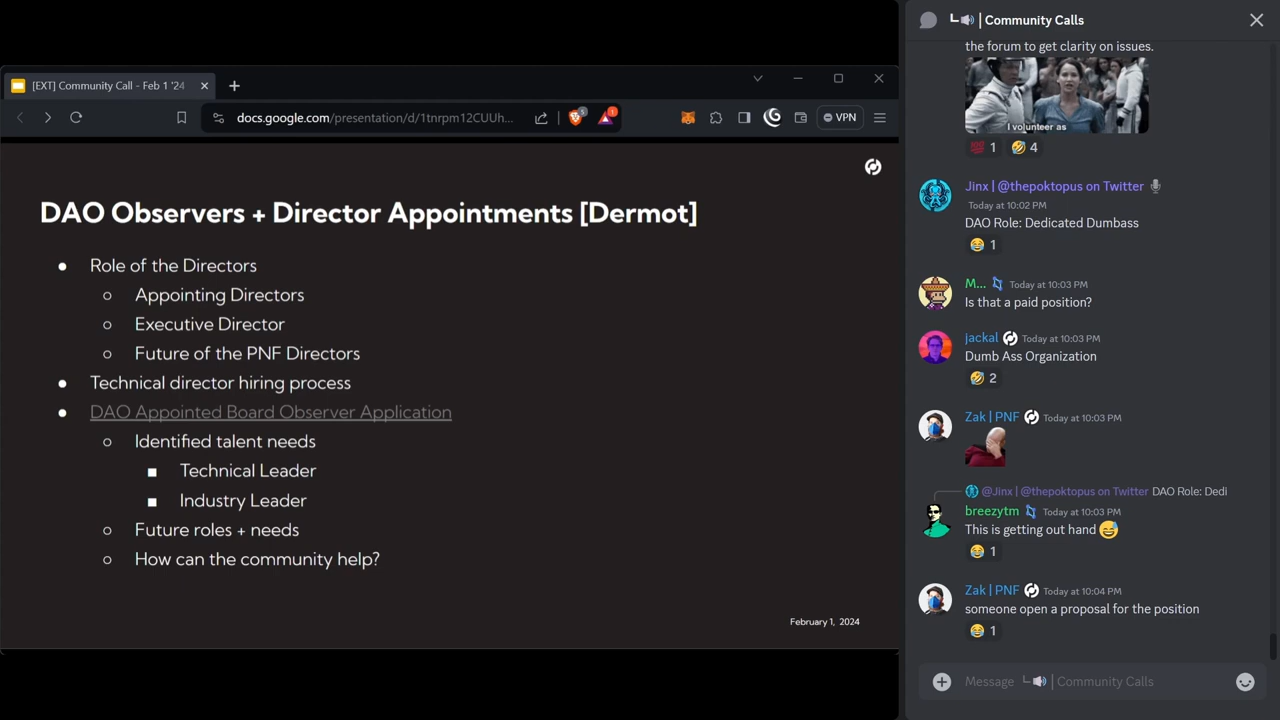 [EXT] Community Call - Feb 1 '24
docs.google.com/presentation/d/1tnrpm12CUUh...
5
1
VPN
DAO Observers + Director Appointments [Dermot]
Role of the Directors
Appointing Directors
Executive Director
Future of the PNF Directors
Technical director hiring process
DAO Appointed Board Observer Application
Identified talent needs
Technical Leader
Industry Leader
Future roles + needs
How can the community help?
February 1, 2024
Community Calls
the forum to get clarity on issues.
I volunteer as
1 4
Jinx | @thepoktopus on Twitter
Today at 10:02 PM
DAO Role: Dedicated Dumbass
1
M... Today at 10:03 PM
Is that a paid position?
jackal Today at 10:03 PM
Dumb Ass Organization
2
Zak | PNF Today at 10:03 PM
@Jinx | @thepoktopus on Twitter DAO Role: Dedi
breezytm Today at 10:03 PM
This is getting out hand
1
Zak | PNF Today at 10:04 PM
someone open a proposal for the position
1
Message Community Calls